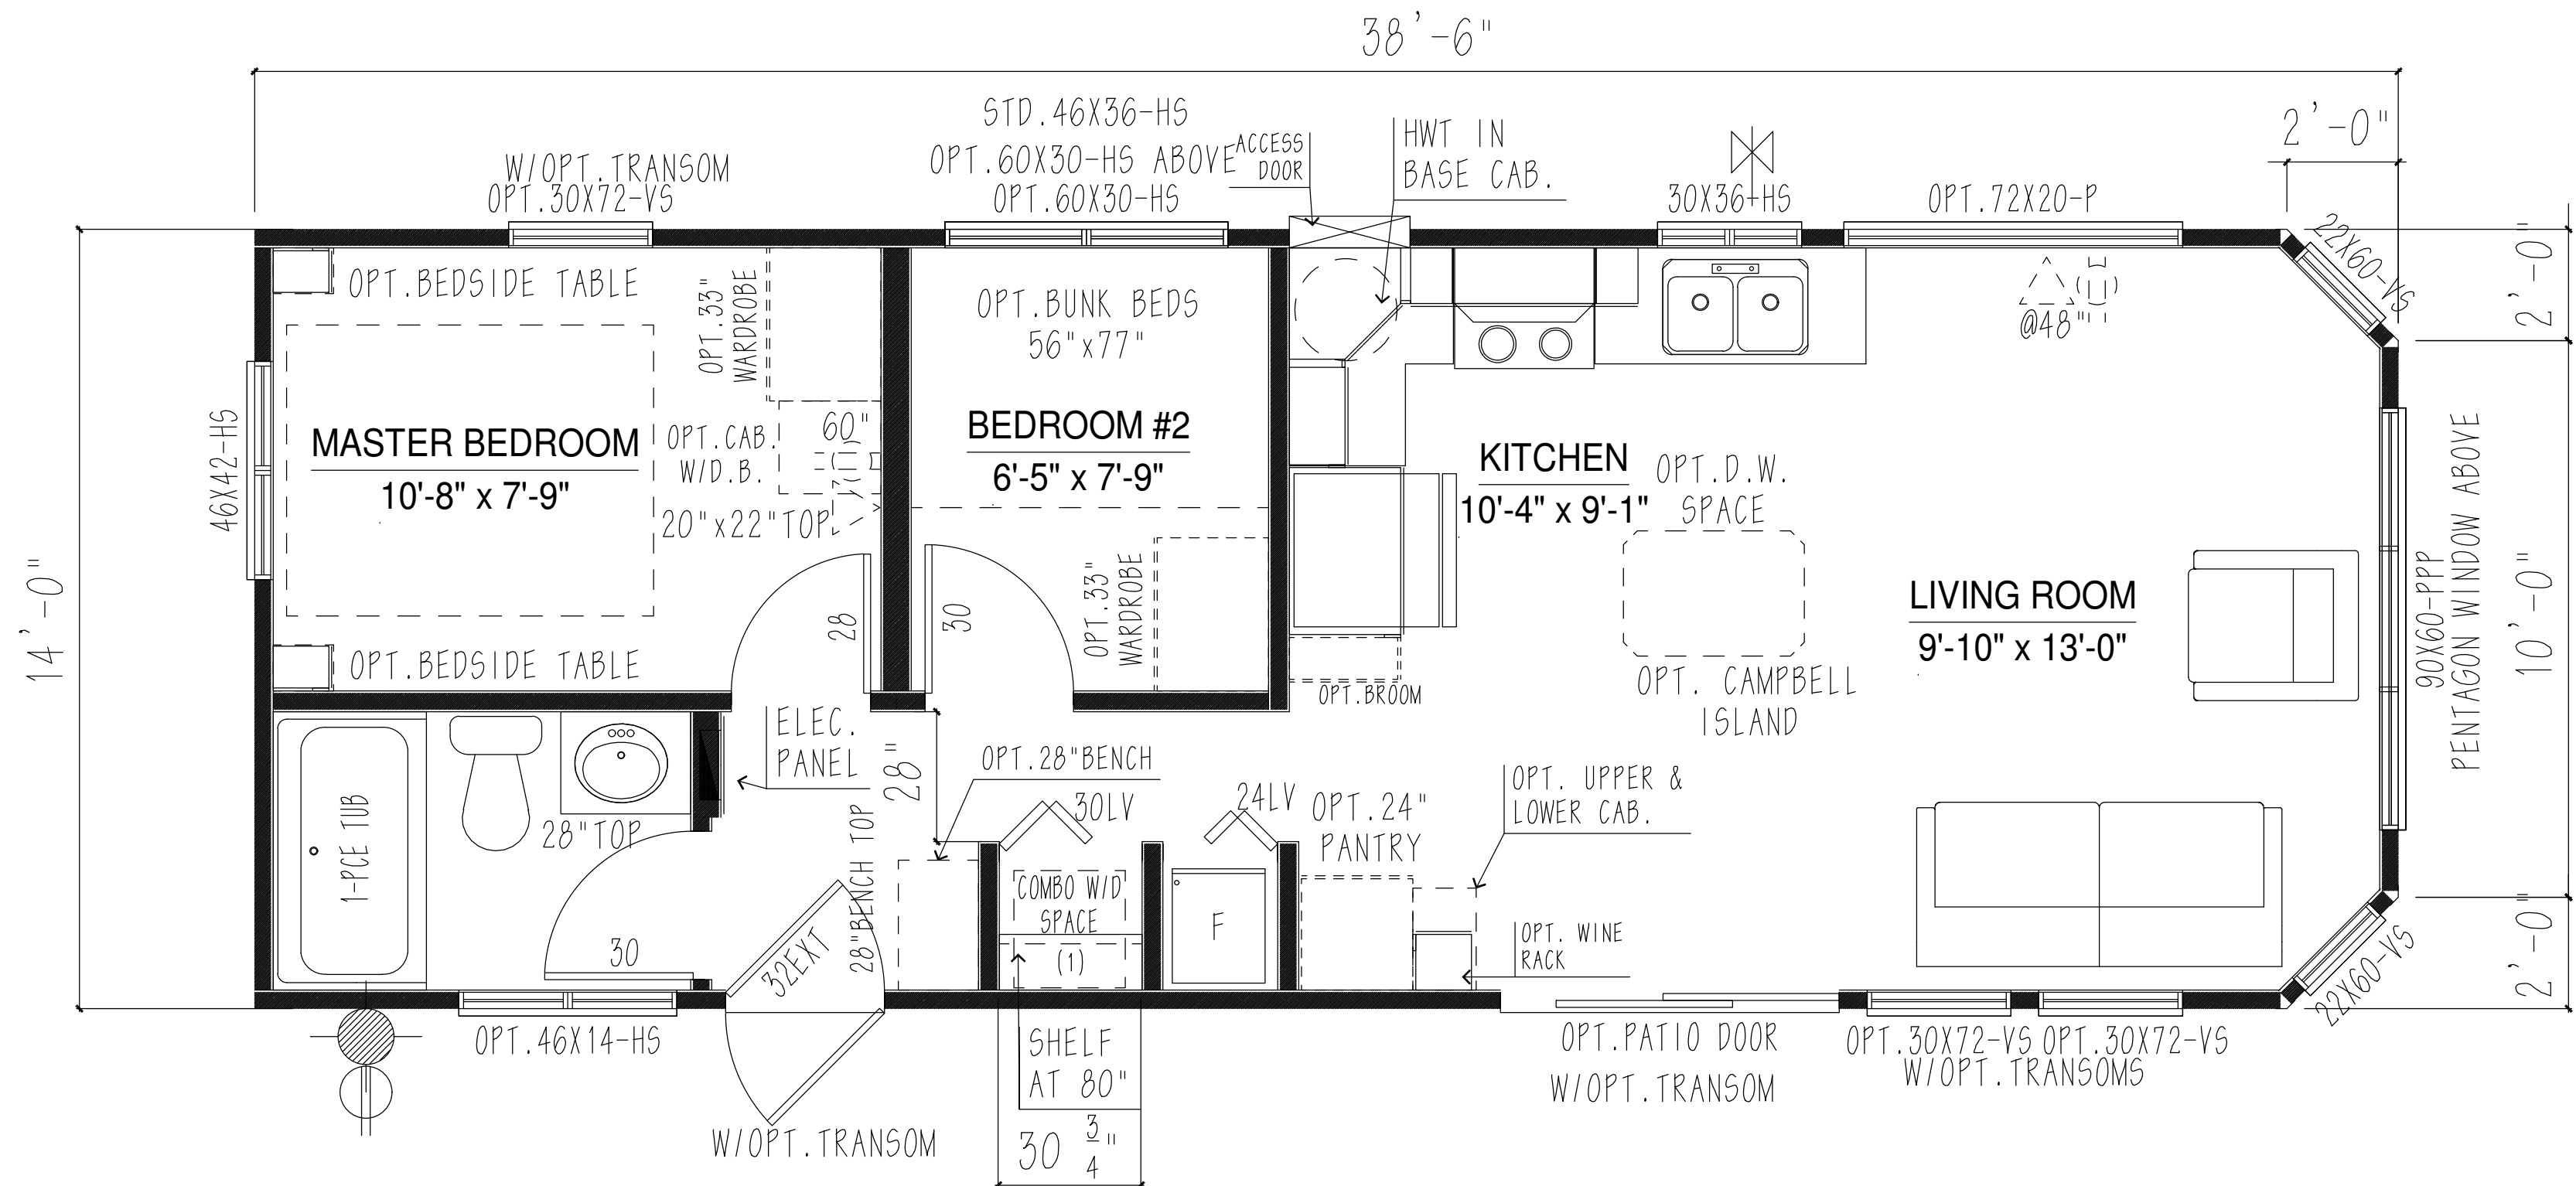 38'-6"
2'-0"
STD.46X36-HS
OPT.60X30-HS ABOVE
OPT.60X30-HS
ACCESS
DOOR
HWT IN
BASE CAB.
W/OPT.TRANSOM
OPT.30X72-VS
30X36-HS
OPT.72X20-P
22X60-VS
2'-0"
OPT.BEDSIDE TABLE
OPT.33"
WARDROBE
OPT.BUNK BEDS
56"x77"
@48"
46X42-HS
MASTER BEDROOM
10'-8" x 7'-9"
OPT.CAB.
W/D.B.
60"
20"x22"TOP
BEDROOM #2
6'-5" x 7'-9"
KITCHEN
10'-4" x 9'-1"
OPT.D.W.
SPACE
LIVING ROOM
9'-10" x 13'-0"
90X60-PPP
PENTAGON WINDOW ABOVE
10'-0"
14'-0"
28
30
OPT.33"
WARDROBE
OPT.BEDSIDE TABLE
OPT.BROOM
OPT. CAMPBELL
ISLAND
ELEC.
PANEL
28"
OPT.28"BENCH
30LV
24LV
OPT.24"
PANTRY
OPT. UPPER &
LOWER CAB.
1-PCE TUB
28"TOP
28"BENCH TOP
COMBO W/D
SPACE
(1)
F
OPT. WINE
RACK
30
32EXT
22X60-VS
2'-0"
OPT.46X14-HS
SHELF
AT 80"
OPT.PATIO DOOR
W/OPT.TRANSOM
OPT.30X72-VS OPT.30X72-VS
W/OPT.TRANSOMS
W/OPT.TRANSOM
30 3/4"